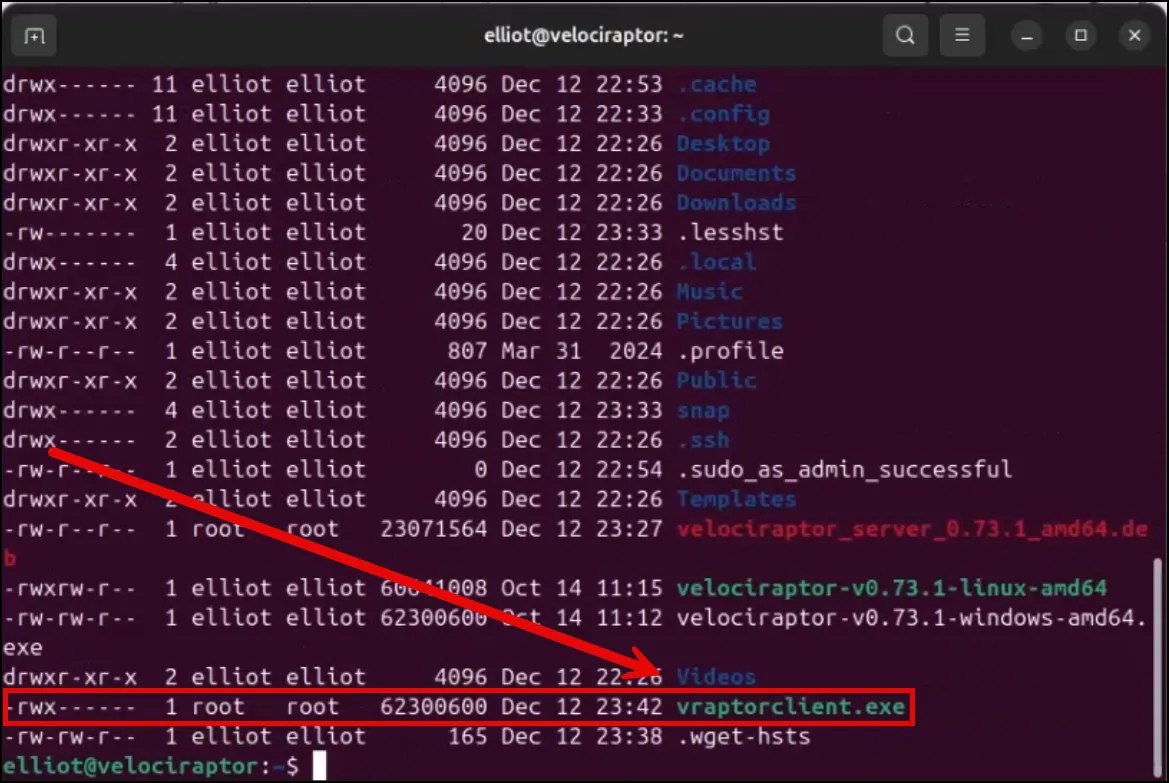 elliot@velociraptor: ~
drwx------ 11 elliot elliot 4096 Dec 12 22:53 .cache
drwx------ 11 elliot elliot 4096 Dec 12 22:33 .config
drwxr-xr-x 2 elliot elliot 4096 Dec 12 22:26 Desktop
drwxr-xr-x 2 elliot elliot 4096 Dec 12 22:26 Documents
drwxr-xr-x 2 elliot elliot 4096 Dec 12 22:26 Downloads
-rw------- 1 elliot elliot 20 Dec 12 23:33 .lesshst
drwx------ 4 elliot elliot 4096 Dec 12 22:26 .local
drwxr-xr-x 2 elliot elliot 4096 Dec 12 22:26 Music
drwxr-xr-x 2 elliot elliot 4096 Dec 12 22:26 Pictures
-rw-r--r-- 1 elliot elliot 807 Mar 31 2024 .profile
drwxr-xr-x 2 elliot elliot 4096 Dec 12 22:26 Public
drwx------ 4 elliot elliot 4096 Dec 12 23:33 snap
drwx------ 2 elliot elliot 4096 Dec 12 22:26 .ssh
-rw-r--r-- 1 elliot elliot 0 Dec 12 22:54 .sudo_as_admin_successful
drwxr-xr-x 2 elliot elliot 4096 Dec 12 22:26 Templates
-rw-r--r-- 1 root root 23071564 Dec 12 23:27 velociraptor_server_0.73.1_amd64.de
b
-rwxrw-r-- 1 elliot elliot 60641008 Oct 14 11:15 velociraptor-v0.73.1-linux-amd64
-rw-rw-r-- 1 elliot elliot 62300600 Oct 14 11:12 velociraptor-v0.73.1-windows-amd64.
exe
drwxr-xr-x 2 elliot elliot 4096 Dec 12 22:26 Videos
-rwx------ 1 root root 62300600 Dec 12 23:42 vraptorclient.exe
-rw-rw-r-- 1 elliot elliot 165 Dec 12 23:38 .wget-hsts
elliot@velociraptor:~$